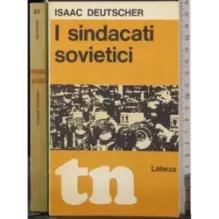 ISAAC DEUTSCHER
I sindacati
sovietici
Laterza
tn